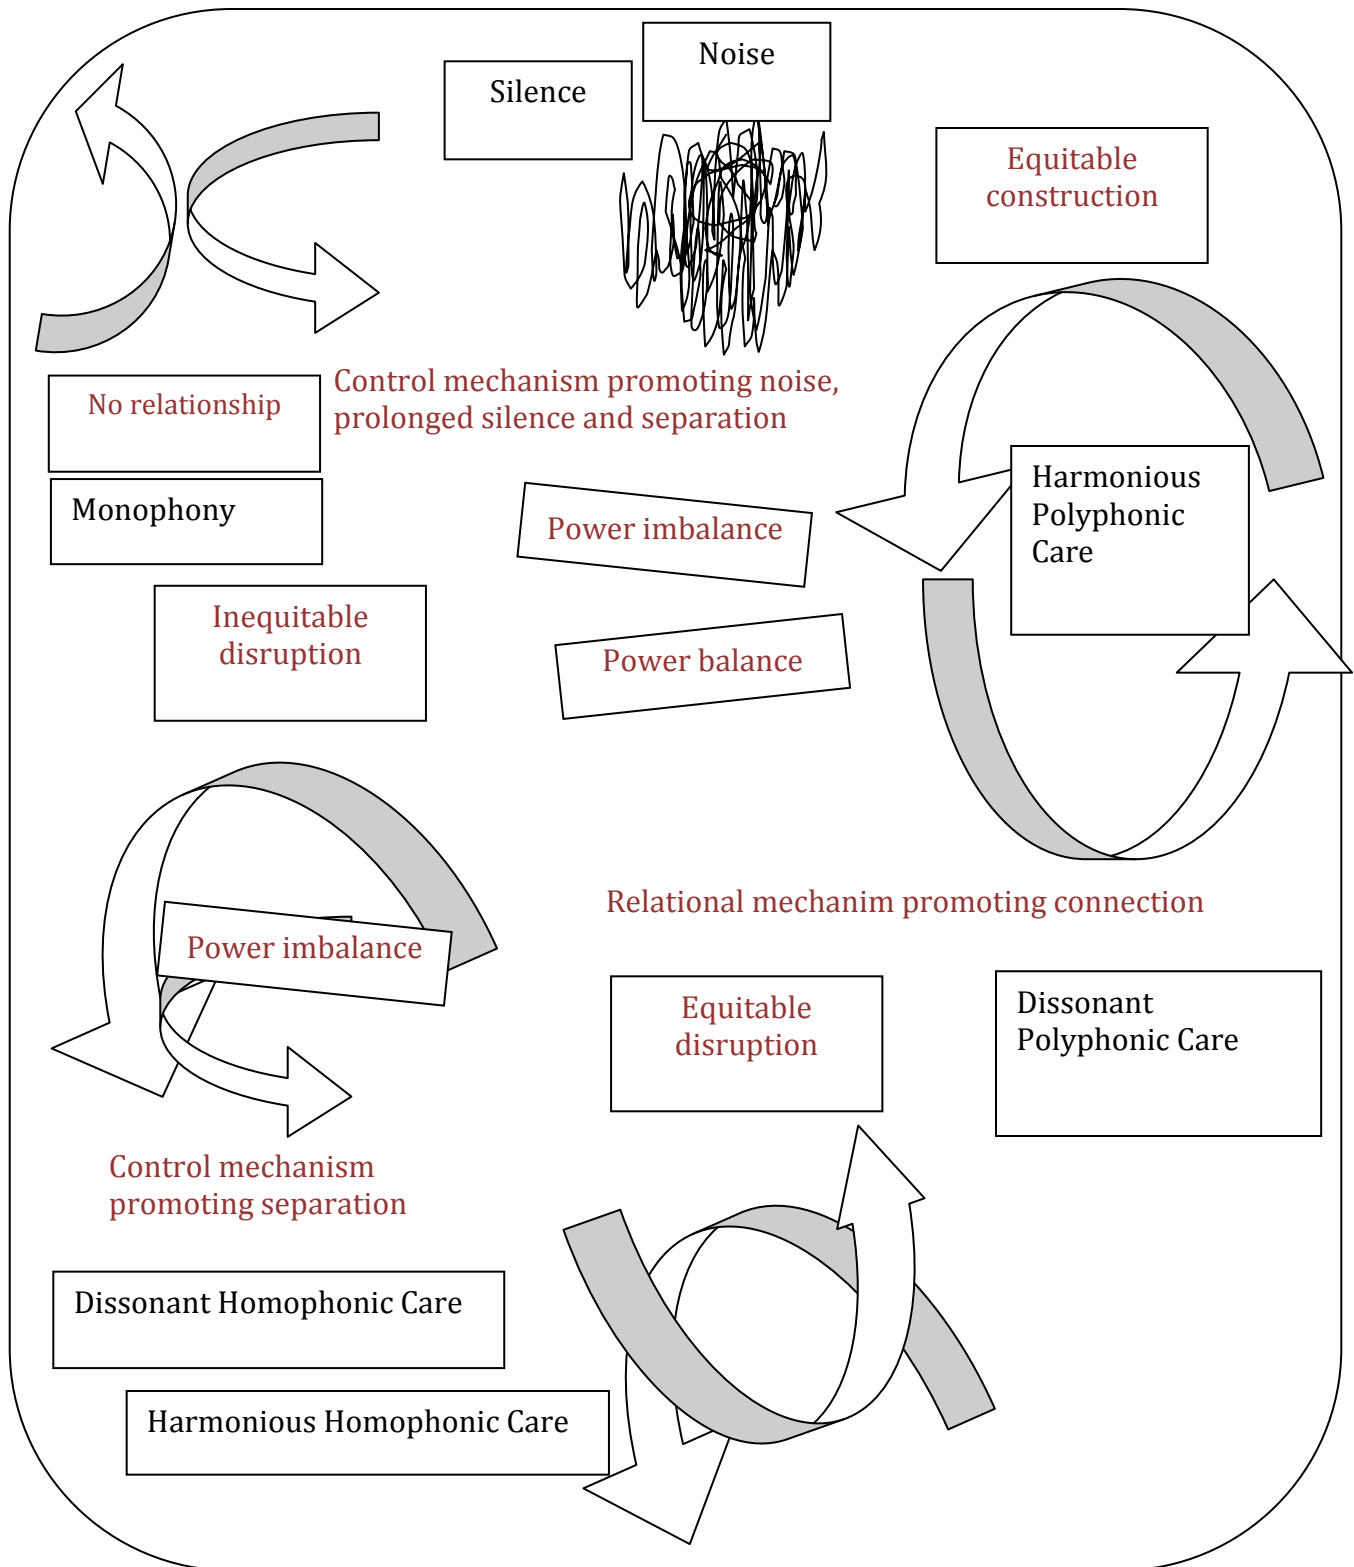 Noise
Silence
Equitable
construction
Control mechanism promoting noise,
prolonged silence and separation
No relationship
Monophony
Harmonious
Polyphonic
Care
Power imbalance
Inequitable
disruption
Power balance
Relational mechanim promoting connection
Power imbalance
Equitable
disruption
Dissonant
Polyphonic Care
Control mechanism
promoting separation
Dissonant Homophonic Care
Harmonious Homophonic Care